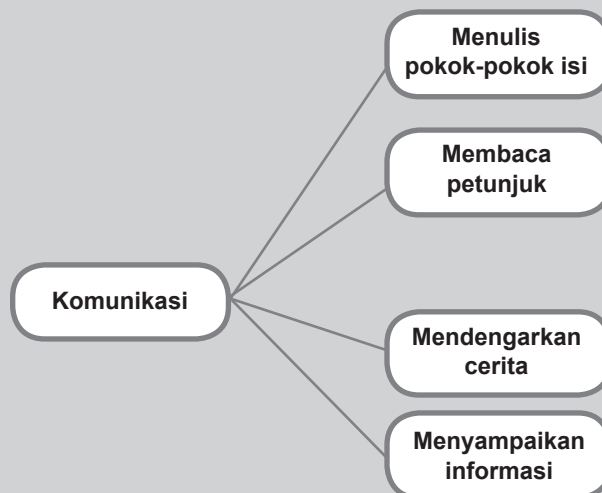 Menulis
pokok-pokok isi
Membaca
petunjuk
Komunikasi
Mendengarkan
cerita
Menyampaikan
informasi